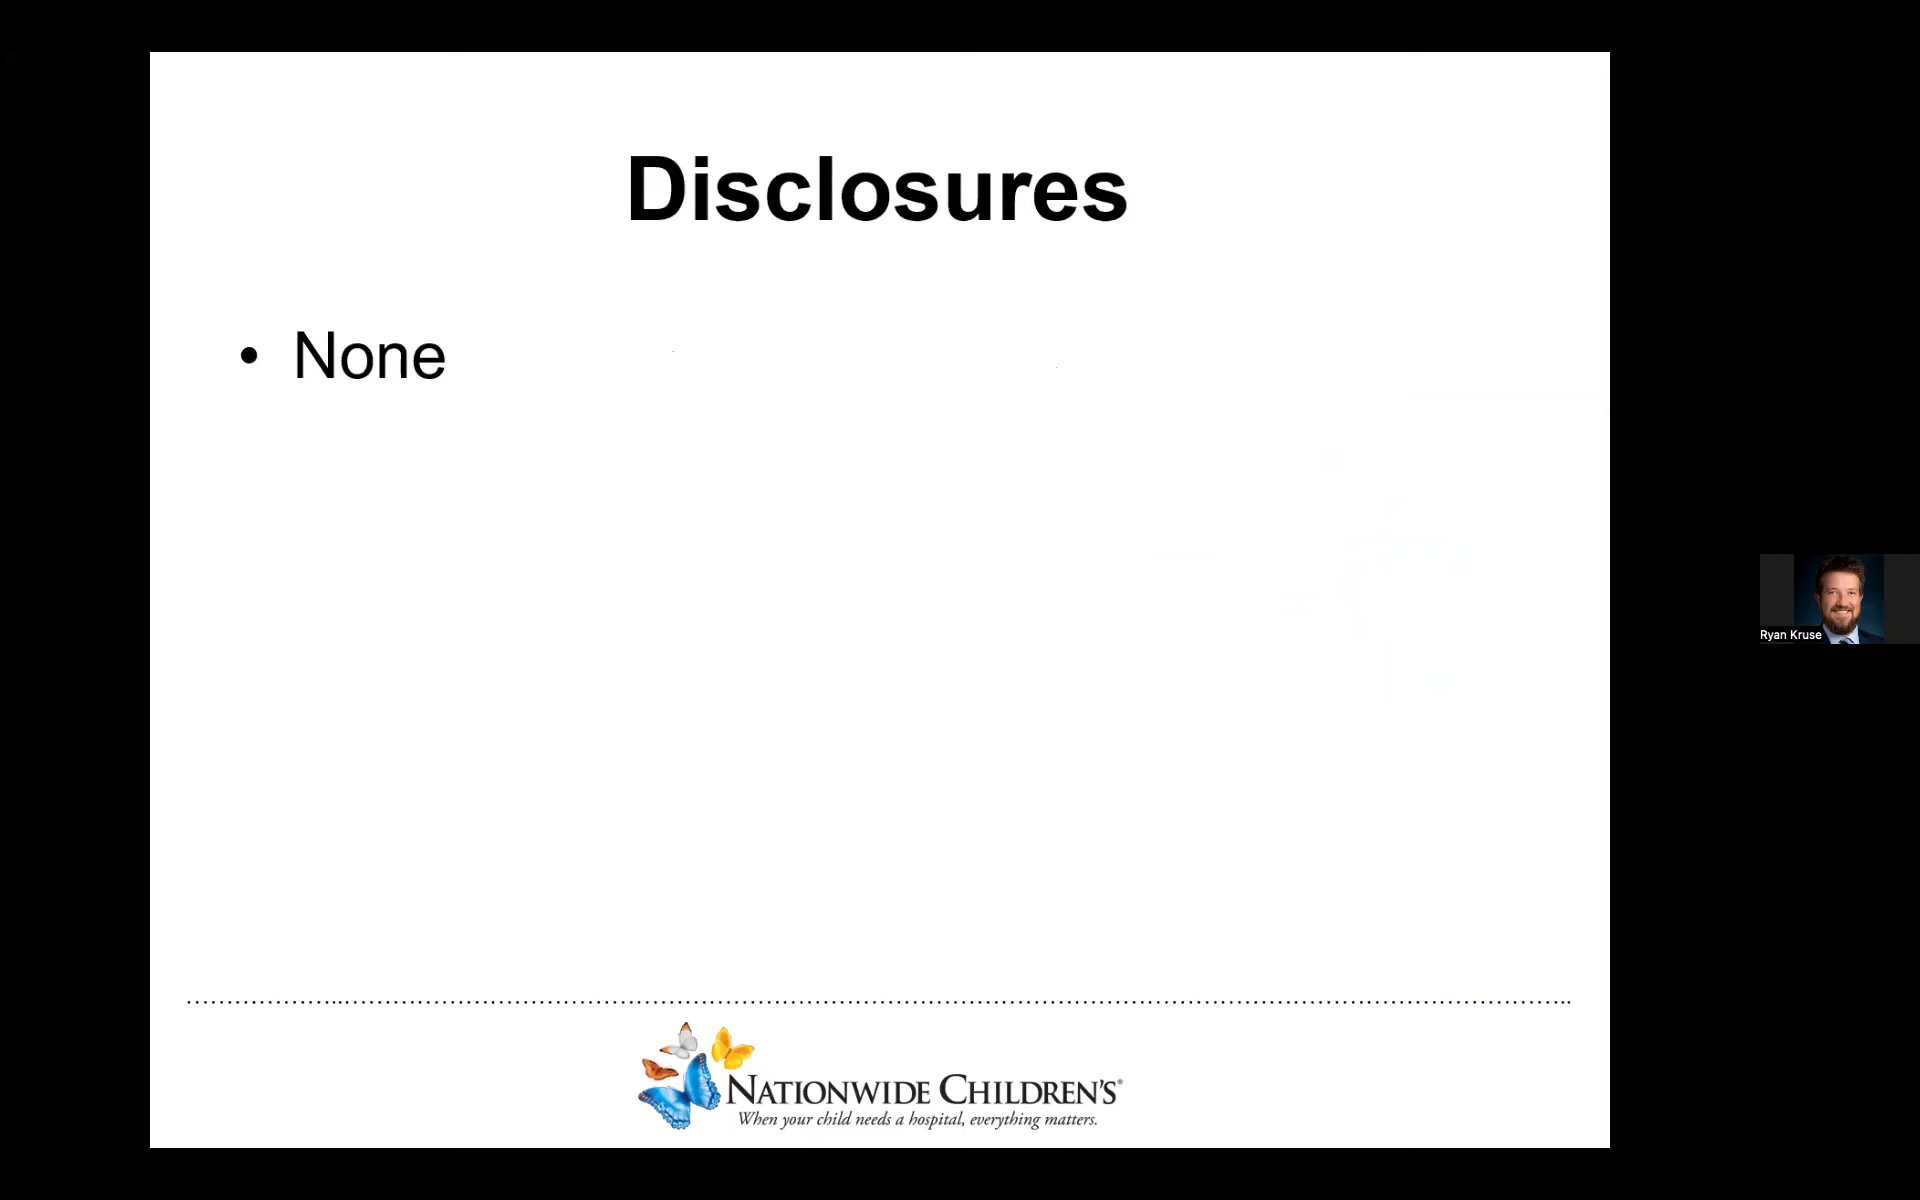 Disclosures
• None
Ryan Kruse
NATIONWIDE CHILDREN'S®
When your child needs a hospital, everything matters.